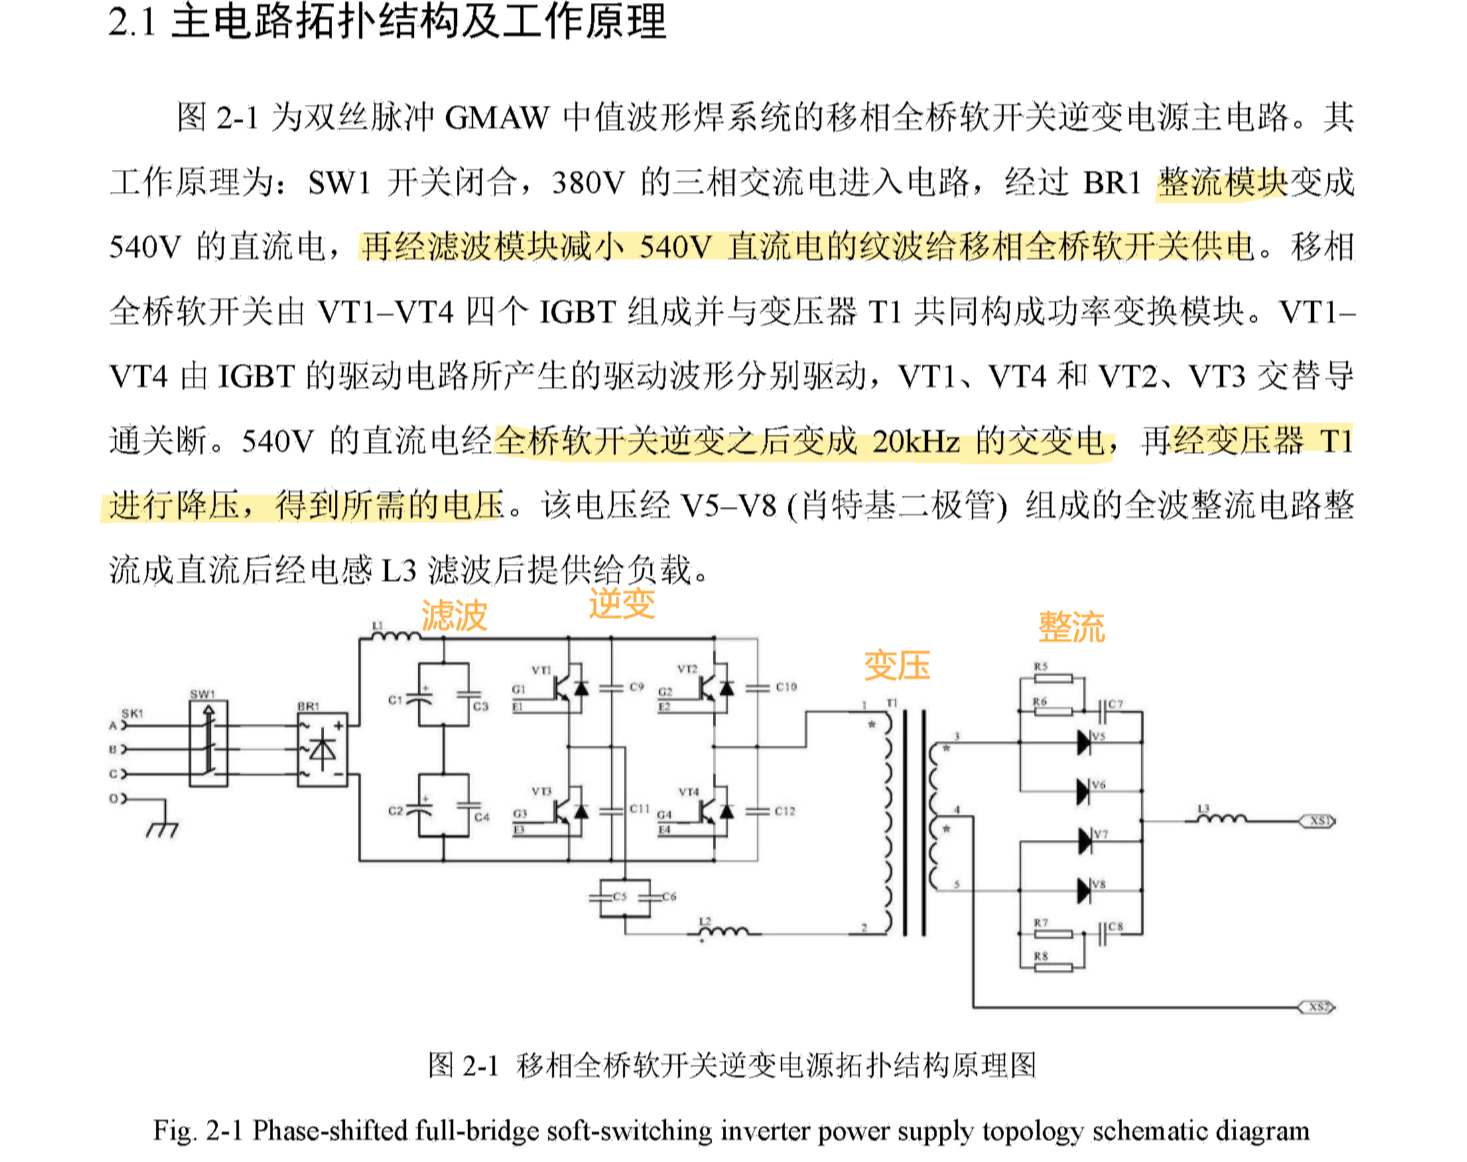 2.1 主电路拓扑结构及工作原理
图 2-1 为双丝脉冲 GMAW 中值波形焊系统的移相全桥软开关逆变电源主电路。其
工作原理为：SW1 开关闭合，380V 的三相交流电进入电路，经过 BR1 整流模块变成
540V 的直流电，再经滤波模块减小 540V 直流电的纹波给移相全桥软开关供电。移相
全桥软开关由 VT1–VT4 四个 IGBT 组成并与变压器 T1 共同构成功率变换模块。VT1–
VT4 由 IGBT 的驱动电路所产生的驱动波形分别驱动，VT1、VT4 和 VT2、VT3 交替导
通关断。540V 的直流电经全桥软开关逆变之后变成 20kHz 的交变电，再经变压器 T1
进行降压，得到所需的电压。该电压经 V5–V8 (肖特基二极管) 组成的全波整流电路整
流成直流后经电感 L3 滤波后提供给负载。
滤波 逆变 变压 整流
L1
SK1 SW1 BR1
A
B
C
O
C1 C3
C2 C4
VT1 G1 E1 C9 VT2 G2 E2 C10
VT3 G3 E3 C11 VT4 G4 E4 C12
C5 C6
L2
1 T1 *
2
3 *
4 *
5
R5
R6 C7
V5
V6
V7
V8
R7 C8
R8
L3 XS1
XS2
图 2-1 移相全桥软开关逆变电源拓扑结构原理图
Fig. 2-1 Phase-shifted full-bridge soft-switching inverter power supply topology schematic diagram